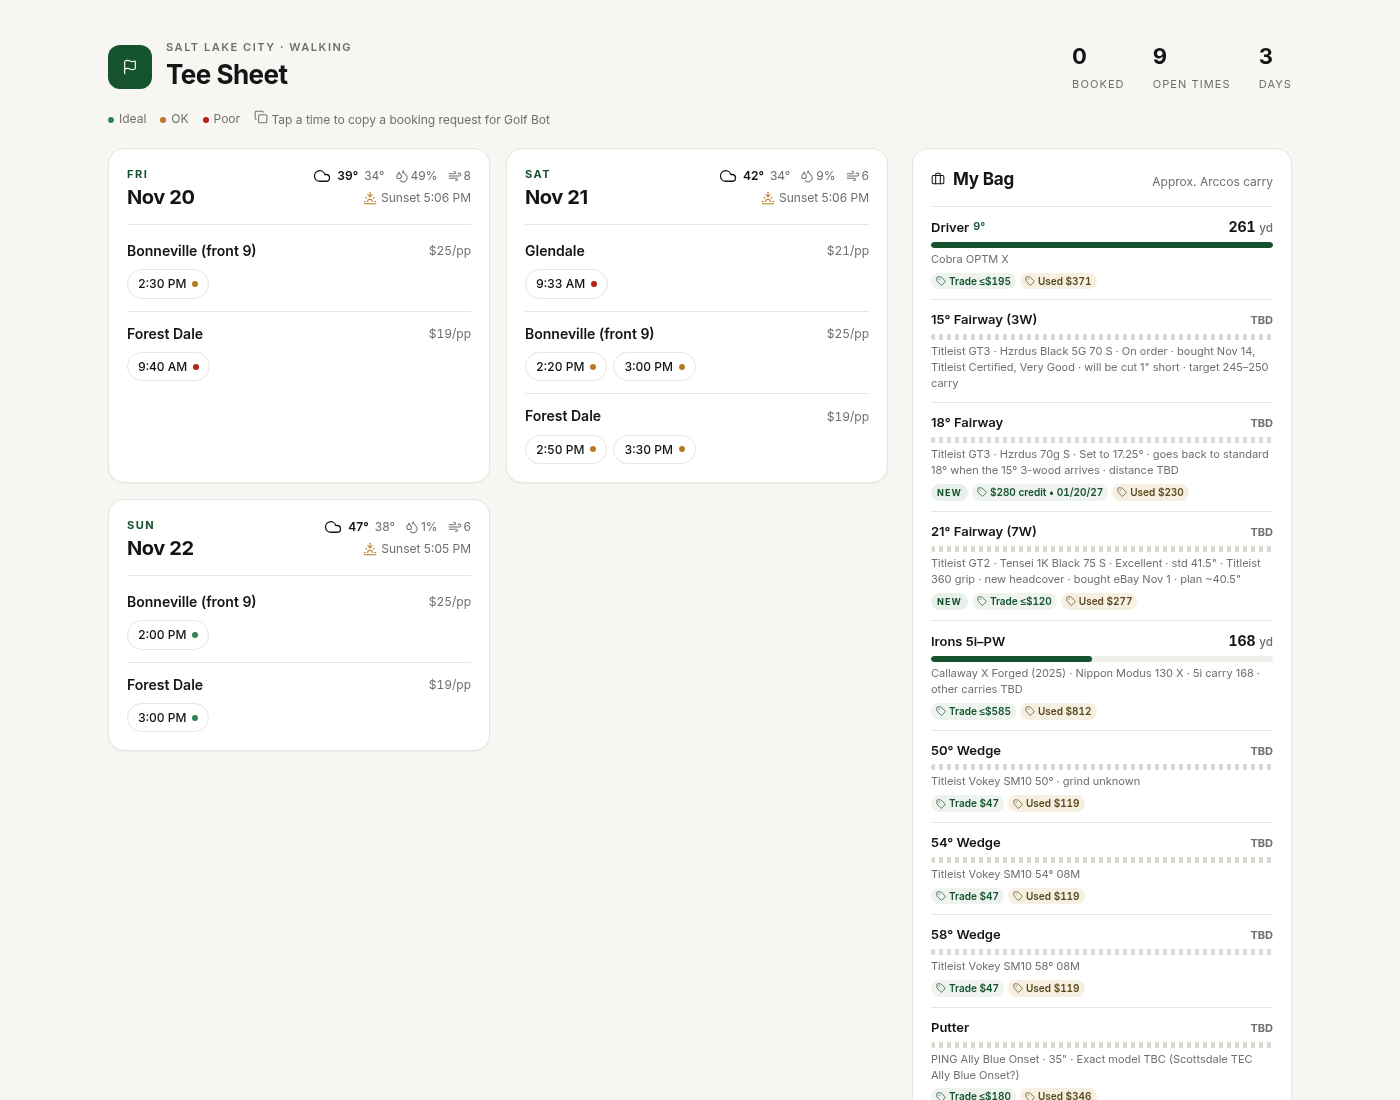 SALT LAKE CITY · WALKING
Tee Sheet
0
BOOKED
9
OPEN TIMES
3
DAYS
Ideal
OK
Poor
Tap a time to copy a booking request for Golf Bot
FRI
Nov 20
39° 34° 49% 8
Sunset 5:06 PM
Bonneville (front 9)
$25/pp
2:30 PM
Forest Dale
$19/pp
9:40 AM
SAT
Nov 21
42° 34° 9% 6
Sunset 5:06 PM
Glendale
$21/pp
9:33 AM
Bonneville (front 9)
$25/pp
2:20 PM
3:00 PM
Forest Dale
$19/pp
2:50 PM
3:30 PM
SUN
Nov 22
47° 38° 1% 6
Sunset 5:05 PM
Bonneville (front 9)
$25/pp
2:00 PM
Forest Dale
$19/pp
3:00 PM
My Bag
Approx. Arccos carry
Driver 9°
261 yd
Cobra OPTM X
Trade ≤$195
Used $371
15° Fairway (3W)
TBD
Titleist GT3 · Hzrdus Black 5G 70 S · On order · bought Nov 14,
Titleist Certified, Very Good · will be cut 1" short · target 245–250
carry
18° Fairway
TBD
Titleist GT3 · Hzrdus 70g S · Set to 17.25° · goes back to standard
18° when the 15° 3-wood arrives · distance TBD
NEW
$280 credit • 01/20/27
Used $230
21° Fairway (7W)
TBD
Titleist GT2 · Tensei 1K Black 75 S · Excellent · std 41.5" · Titleist
360 grip · new headcover · bought eBay Nov 1 · plan ~40.5"
NEW
Trade ≤$120
Used $277
Irons 5i–PW
168 yd
Callaway X Forged (2025) · Nippon Modus 130 X · 5i carry 168 ·
other carries TBD
Trade ≤$585
Used $812
50° Wedge
TBD
Titleist Vokey SM10 50° · grind unknown
Trade $47
Used $119
54° Wedge
TBD
Titleist Vokey SM10 54° 08M
Trade $47
Used $119
58° Wedge
TBD
Titleist Vokey SM10 58° 08M
Trade $47
Used $119
Putter
TBD
PING Ally Blue Onset · 35" · Exact model TBC (Scottsdale TEC
Ally Blue Onset?)
Trade ≤$180
Used $346